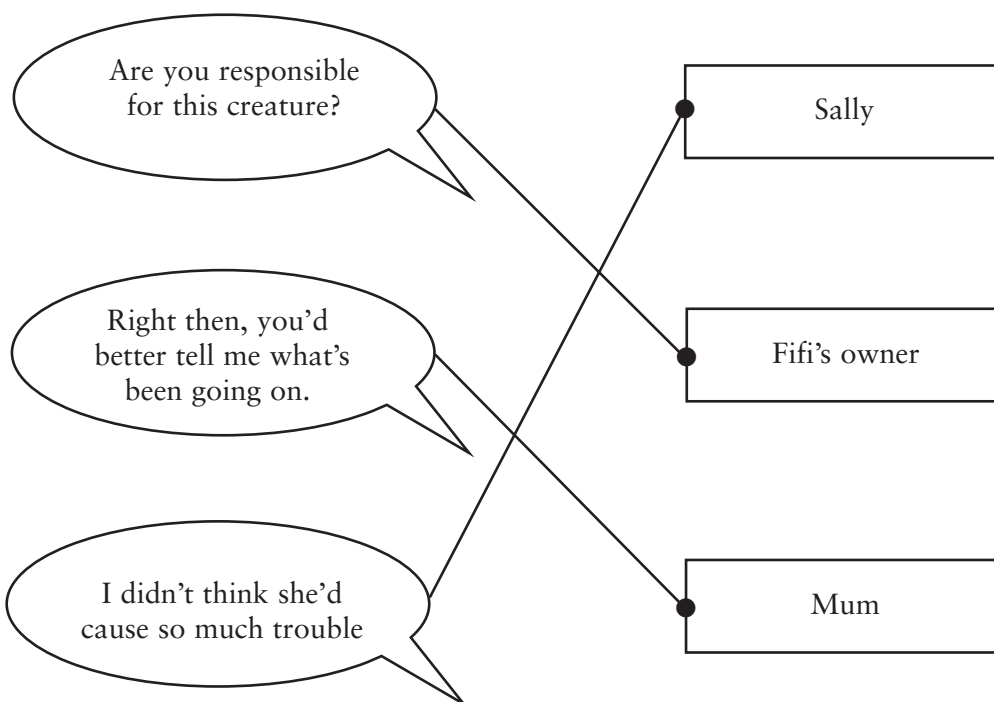 Are you responsible
for this creature?
Sally
Right then, you’d
better tell me what’s
been going on.
Fifi’s owner
I didn’t think she’d
cause so much trouble
Mum